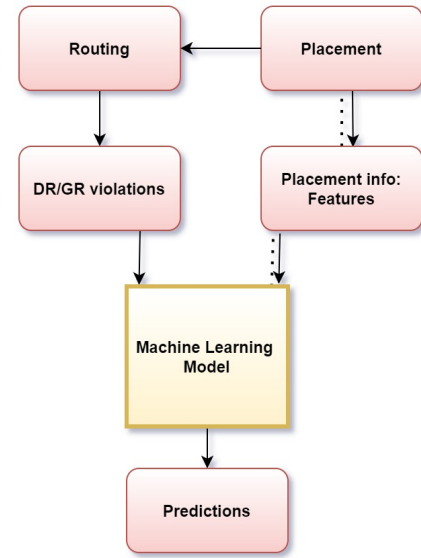 Routing
Placement
DR/GR violations
Placement info:
Features
Machine Learning
Model
Predictions